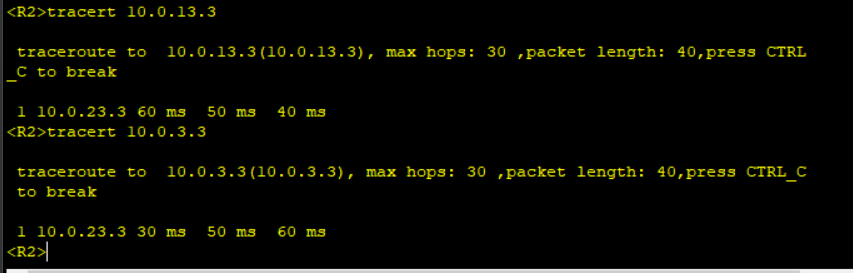 <R2>tracert 10.0.13.3
traceroute to  10.0.13.3(10.0.13.3), max hops: 30 ,packet length: 40,press CTRL
_C to break
1 10.0.23.3 60 ms  50 ms  40 ms
<R2>tracert 10.0.3.3
traceroute to  10.0.3.3(10.0.3.3), max hops: 30 ,packet length: 40,press CTRL_C
to break
1 10.0.23.3 30 ms  50 ms  60 ms
<R2>